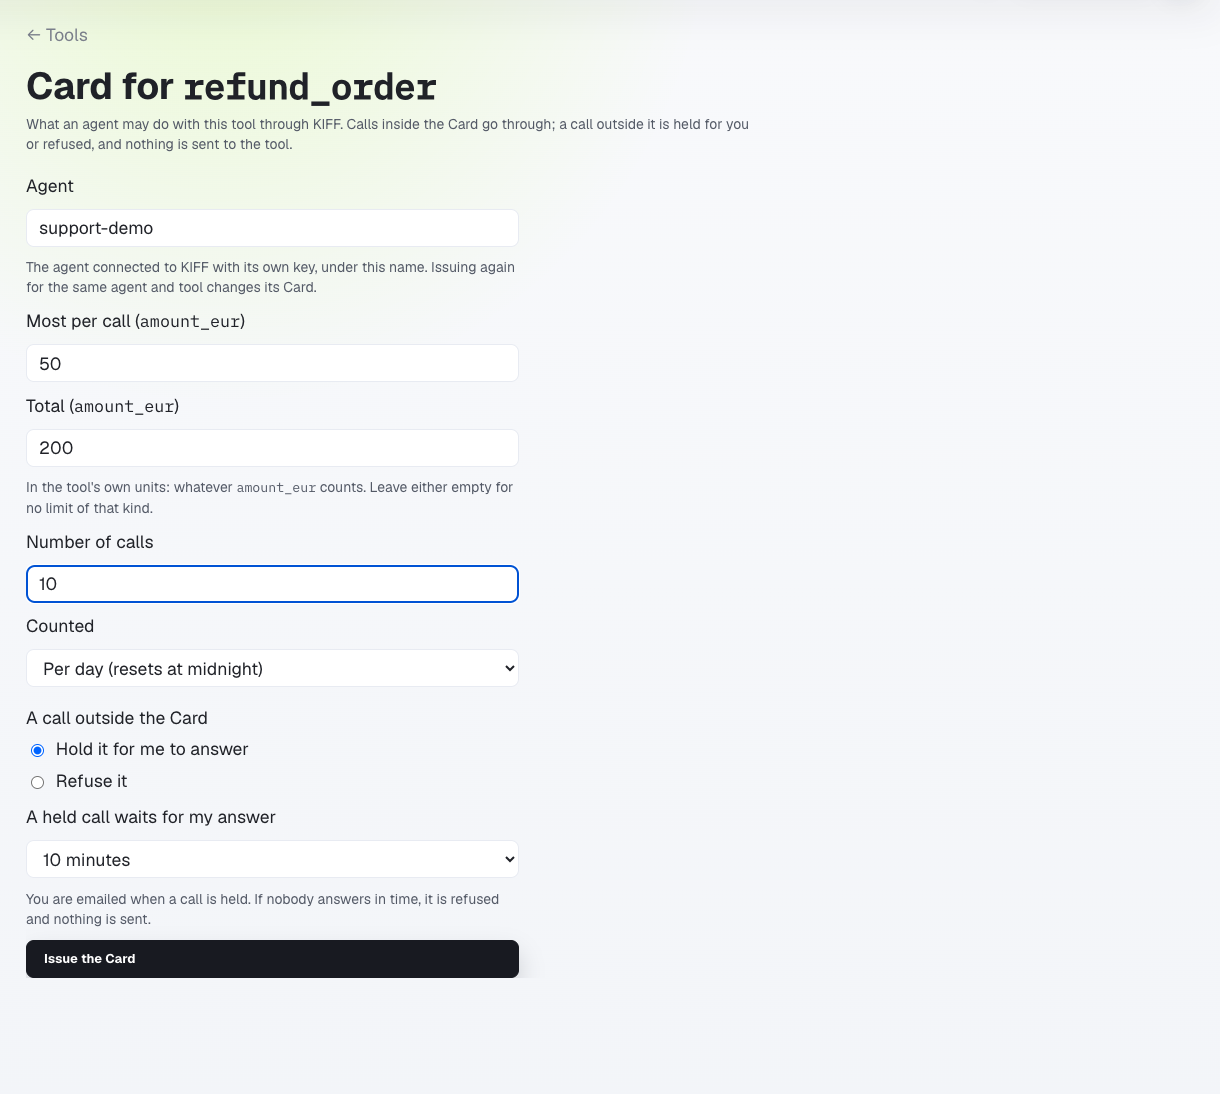 ← Tools
Card for refund_order
What an agent may do with this tool through KIFF. Calls inside the Card go through; a call outside it is held for you
or refused, and nothing is sent to the tool.
Agent
support-demo
The agent connected to KIFF with its own key, under this name. Issuing again
for the same agent and tool changes its Card.
Most per call (amount_eur)
50
Total (amount_eur)
200
In the tool's own units: whatever amount_eur counts. Leave either empty for
no limit of that kind.
Number of calls
10
Counted
Per day (resets at midnight)
A call outside the Card
Hold it for me to answer
Refuse it
A held call waits for my answer
10 minutes
You are emailed when a call is held. If nobody answers in time, it is refused
and nothing is sent.
Issue the Card